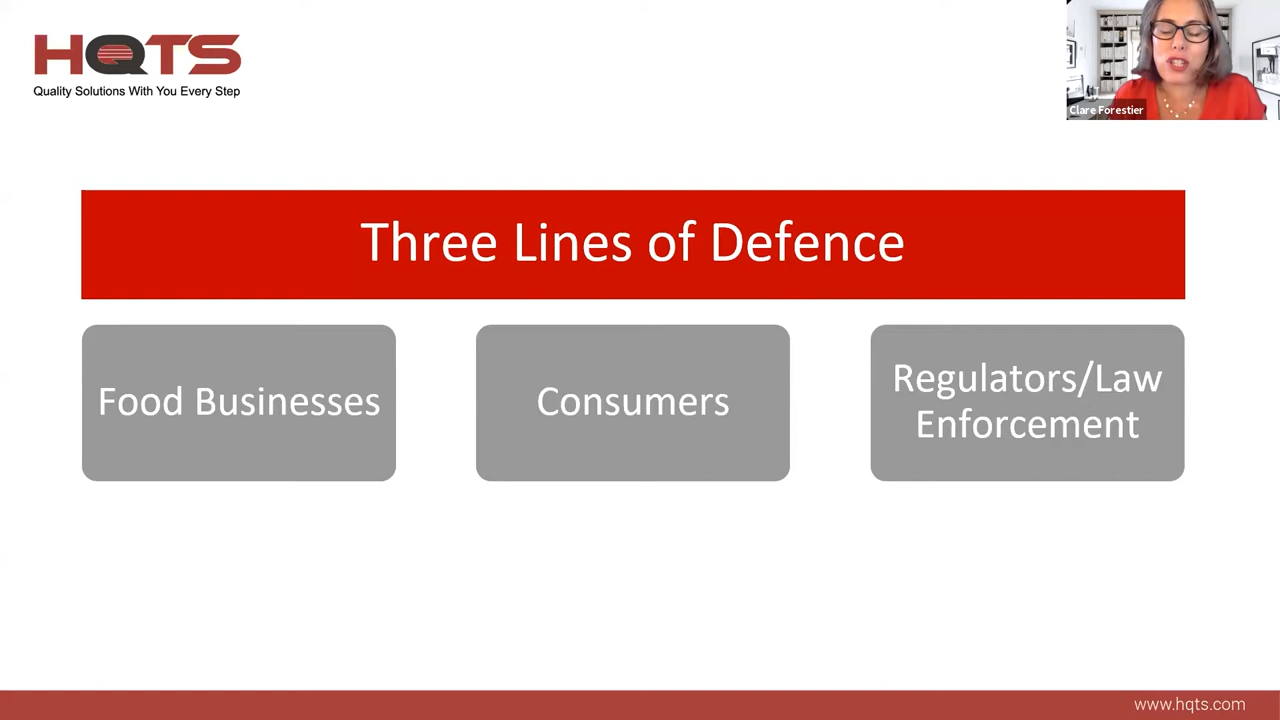 HQTS
Quality Solutions With You Every Step
Clare Forestier
Three Lines of Defence
Food Businesses
Consumers
Regulators/Law
Enforcement
www.hqts.com